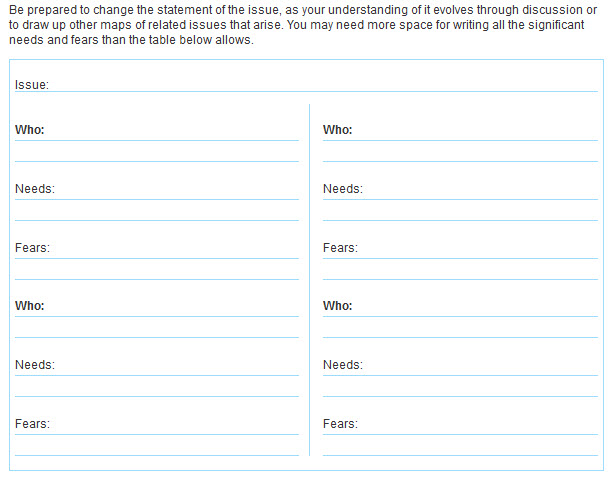 Be prepared to change the statement of the issue, as your understanding of it evolves through discussion or
to draw up other maps of related issues that arise. You may need more space for writing all the significant
needs and fears than the table below allows.
Issue:
Who:
Needs:
Fears:
Who:
Needs:
Fears:
Who:
Needs:
Fears:
Who:
Needs:
Fears: